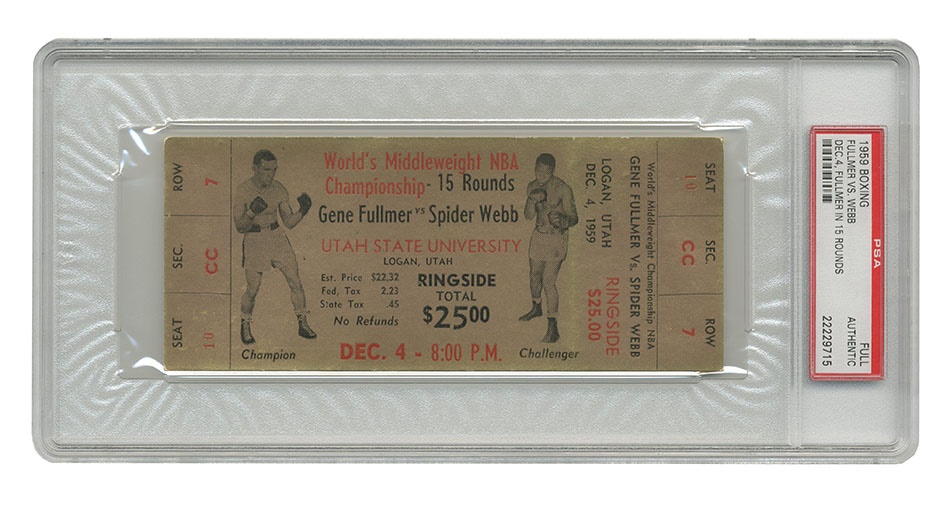 ROW 7
SEC. CC
SEAT 10
World's Middleweight NBA
Championship - 15 Rounds
Gene Fullmer vs Spider Webb
UTAH STATE UNIVERSITY
LOGAN, UTAH
Est. Price $22.32
Fed, Tax 2.23
State Tax .45
No Refunds
RINGSIDE
TOTAL
$25.00
DEC. 4 - 8:00 P.M.
Champion
Challenger
World's Middleweight Championship NBA
GENE FULLMER Vs. SPIDER WEBB
RINGSIDE
$25.00
LOGAN, UTAH
DEC. 4, 1959
SEAT 10
SEC. CC
ROW 7
1959 BOXING
FULLMER VS. WEBB
DEC.4, FULLMER IN 15 ROUNDS
PSA
FULL
AUTHENTIC
22229715